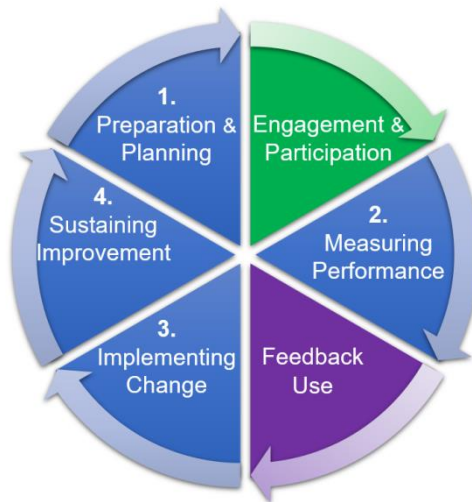 1.
Preparation &
Planning
Engagement &
Participation
2.
Measuring
Performance
Feedback
Use
3.
Implementing
Change
4.
Sustaining
Improvement